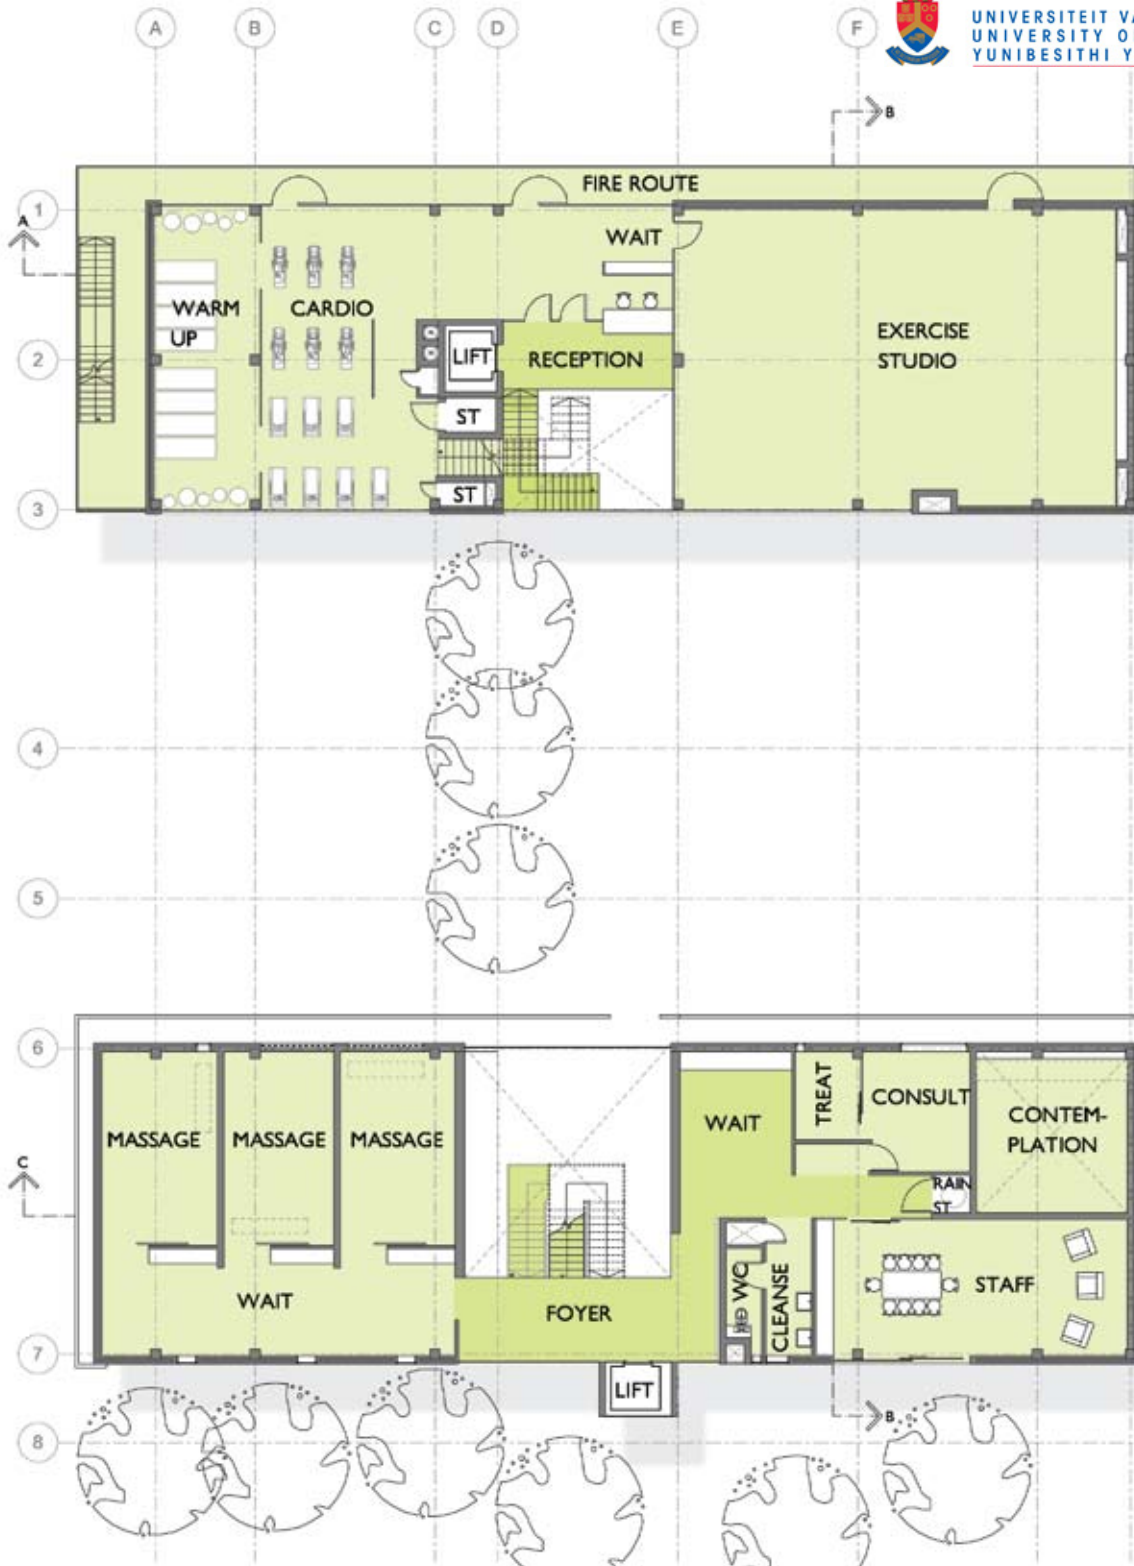 A B C D E F
UNIVERSITEIT VA
UNIVERSITY O
YUNIBESITHI Y
B
FIRE ROUTE
1
A
WAIT
WARM
UP
CARDIO
EXERCISE
STUDIO
2
LIFT
RECEPTION
ST
ST
3
4
5
6
MASSAGE
MASSAGE
MASSAGE
WAIT
TREAT
CONSULT
CONTEM-
PLATION
C
RAIN
ST
WAIT
FOYER
WC
CLEANSE
STAFF
7
LIFT
B
8